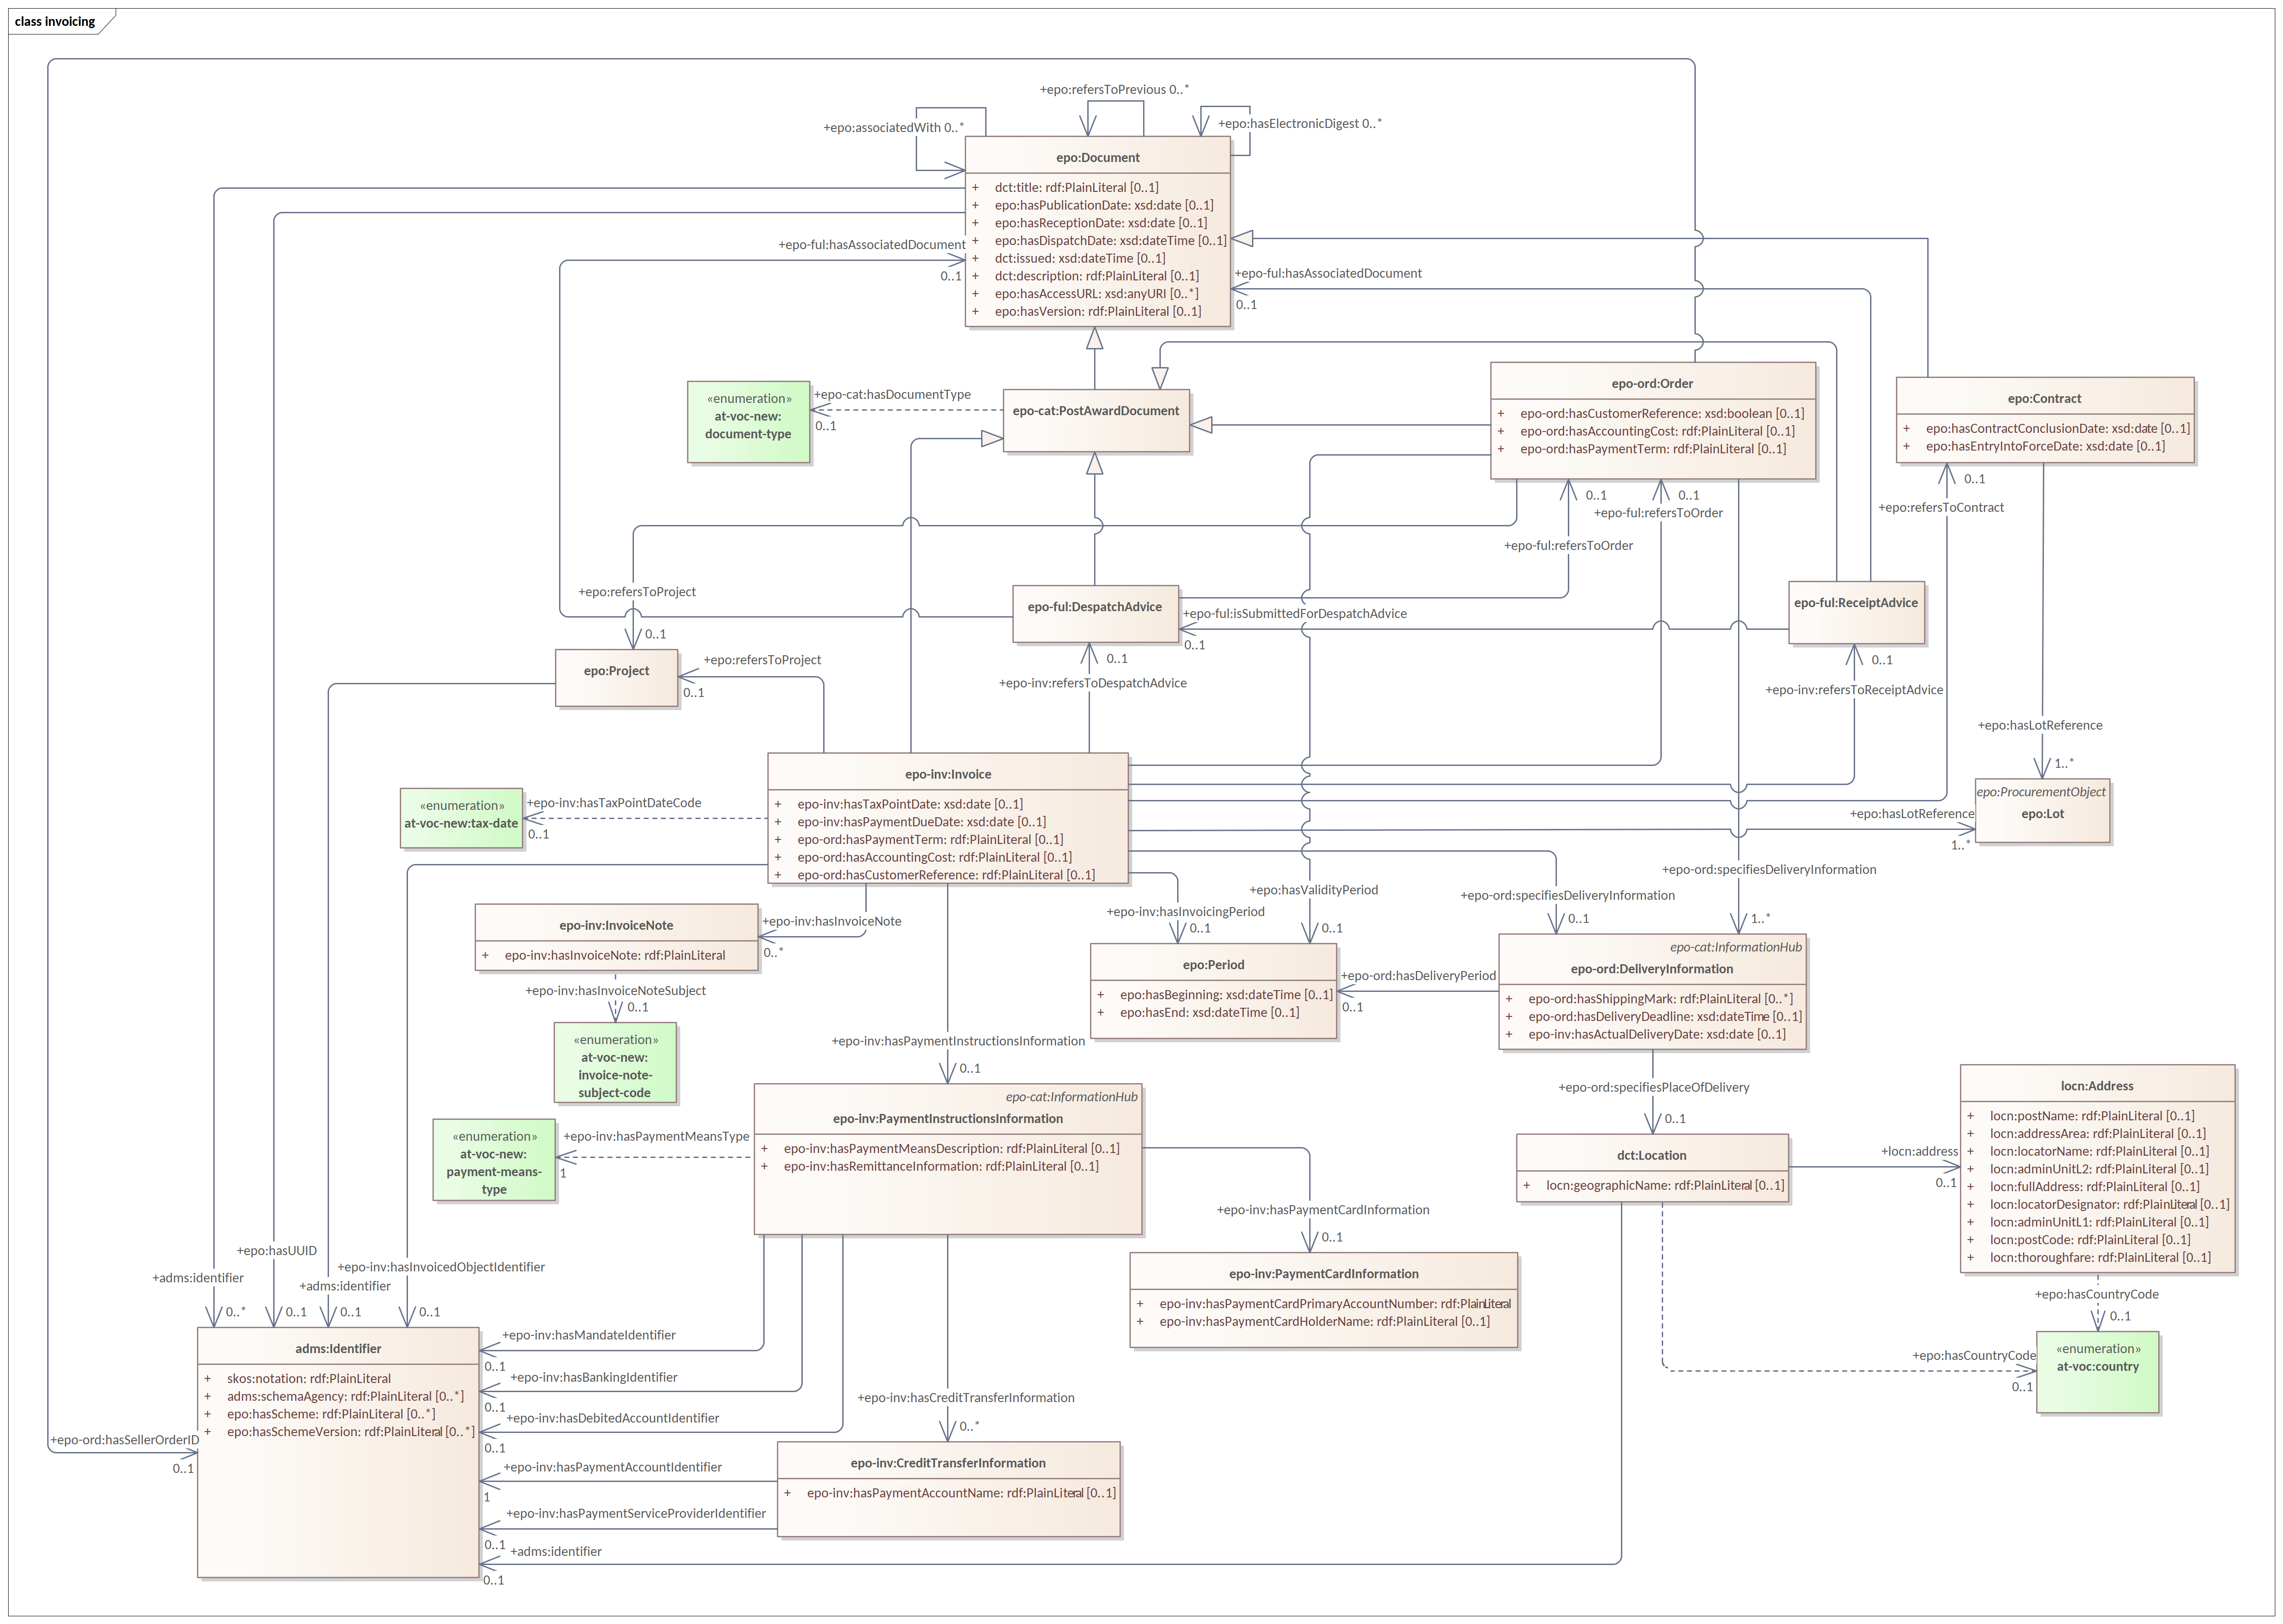 class invoicing
+epo:refersToPrevious 0..*
+epo:associatedWith 0..*
+epo:hasElectronicDigest 0..*
epo:Document
+ dct:title: rdf:PlainLiteral [0..1]
+ epo:hasPublicationDate: xsd:date [0..1]
+ epo:hasReceptionDate: xsd:date [0..1]
+ epo:hasDispatchDate: xsd:dateTime [0..1]
+ dct:issued: xsd:dateTime [0..1]
+ dct:description: rdf:PlainLiteral [0..1]
+ epo:hasAccessURL: xsd:anyURI [0..*]
+ epo:hasVersion: rdf:PlainLiteral [0..1]
+epo-ful:hasAssociatedDocument
0..1
+epo-ful:hasAssociatedDocument
0..1
«enumeration»
at-voc-new:
document-type
+epo-cat:hasDocumentType
0..1
epo-cat:PostAwardDocument
epo-ord:Order
+ epo-ord:hasCustomerReference: xsd:boolean [0..1]
+ epo-ord:hasAccountingCost: rdf:PlainLiteral [0..1]
+ epo-ord:hasPaymentTerm: rdf:PlainLiteral [0..1]
epo:Contract
+ epo:hasContractConclusionDate: xsd:date [0..1]
+ epo:hasEntryIntoForceDate: xsd:date [0..1]
0..1
+epo:refersToContract
0..1
0..1
+epo-ful:refersToOrder
+epo-ful:refersToOrder
epo-ful:DespatchAdvice
+epo-ful:isSubmittedForDespatchAdvice
0..1
epo-ful:ReceiptAdvice
+epo:refersToProject
0..1
epo:Project
+epo:refersToProject
0..1
0..1
+epo-inv:refersToDespatchAdvice
0..1
+epo-inv:refersToReceiptAdvice
+epo:hasLotReference
1..*
epo:ProcurementObject
epo:Lot
+epo:hasLotReference
1..*
epo-inv:Invoice
+ epo-inv:hasTaxPointDate: xsd:date [0..1]
+ epo-inv:hasPaymentDueDate: xsd:date [0..1]
+ epo-ord:hasPaymentTerm: rdf:PlainLiteral [0..1]
+ epo-ord:hasAccountingCost: rdf:PlainLiteral [0..1]
+ epo-ord:hasCustomerReference: rdf:PlainLiteral [0..1]
«enumeration»
at-voc-new:tax-date
+epo-inv:hasTaxPointDateCode
0..1
epo-inv:InvoiceNote
+ epo-inv:hasInvoiceNote: rdf:PlainLiteral
+epo-inv:hasInvoiceNote
0..*
+epo-inv:hasInvoiceNoteSubject
0..1
«enumeration»
at-voc-new:
invoice-note-
subject-code
+epo-inv:hasInvoicingPeriod
0..1
+epo:hasValidityPeriod
0..1
epo:Period
+ epo:hasBeginning: xsd:dateTime [0..1]
+ epo:hasEnd: xsd:dateTime [0..1]
+epo-ord:hasDeliveryPeriod
0..1
+epo-ord:specifiesDeliveryInformation
0..1
+epo-ord:specifiesDeliveryInformation
1..*
epo-cat:InformationHub
epo-ord:DeliveryInformation
+ epo-ord:hasShippingMark: rdf:PlainLiteral [0..*]
+ epo-ord:hasDeliveryDeadline: xsd:dateTime [0..1]
+ epo-inv:hasActualDeliveryDate: xsd:date [0..1]
+epo-ord:specifiesPlaceOfDelivery
0..1
+epo-inv:hasPaymentInstructionsInformation
0..1
epo-cat:InformationHub
epo-inv:PaymentInstructionsInformation
+ epo-inv:hasPaymentMeansDescription: rdf:PlainLiteral [0..1]
+ epo-inv:hasRemittanceInformation: rdf:PlainLiteral [0..1]
«enumeration»
at-voc-new:
payment-means-
type
+epo-inv:hasPaymentMeansType
1
dct:Location
+ locn:geographicName: rdf:PlainLiteral [0..1]
+locn:address
0..1
locn:Address
+ locn:postName: rdf:PlainLiteral [0..1]
+ locn:addressArea: rdf:PlainLiteral [0..1]
+ locn:locatorName: rdf:PlainLiteral [0..1]
+ locn:adminUnitL2: rdf:PlainLiteral [0..1]
+ locn:fullAddress: rdf:PlainLiteral [0..1]
+ locn:locatorDesignator: rdf:PlainLiteral [0..1]
+ locn:adminUnitL1: rdf:PlainLiteral [0..1]
+ locn:postCode: rdf:PlainLiteral [0..1]
+ locn:thoroughfare: rdf:PlainLiteral [0..1]
+epo:hasCountryCode
0..1
«enumeration»
at-voc:country
+epo:hasCountryCode
0..1
+epo-inv:hasPaymentCardInformation
0..1
epo-inv:PaymentCardInformation
+ epo-inv:hasPaymentCardPrimaryAccountNumber: rdf:PlainLiteral
+ epo-inv:hasPaymentCardHolderName: rdf:PlainLiteral [0..1]
+adms:identifier
0..*
+epo:hasUUID
0..1
+adms:identifier
0..1
+epo-inv:hasInvoicedObjectIdentifier
0..1
adms:Identifier
+ skos:notation: rdf:PlainLiteral
+ adms:schemaAgency: rdf:PlainLiteral [0..*]
+ epo:hasScheme: rdf:PlainLiteral [0..*]
+ epo:hasSchemeVersion: rdf:PlainLiteral [0..*]
+epo-ord:hasSellerOrderID
0..1
+epo-inv:hasMandateIdentifier
0..1
+epo-inv:hasBankingIdentifier
0..1
+epo-inv:hasDebitedAccountIdentifier
0..1
+epo-inv:hasPaymentAccountIdentifier
1
+epo-inv:hasPaymentServiceProviderIdentifier
0..1
+adms:identifier
0..1
+epo-inv:hasCreditTransferInformation
0..*
epo-inv:CreditTransferInformation
+ epo-inv:hasPaymentAccountName: rdf:PlainLiteral [0..1]